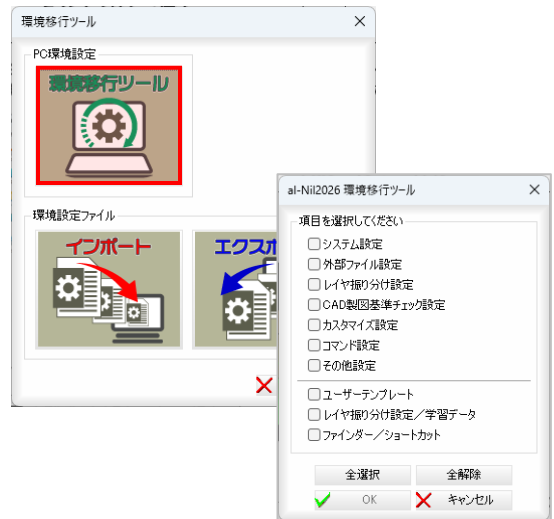 環境移行ツール
PC環境設定
環境移行ツール
環境設定ファイル
インポート
エクスポ
al-Nil2026 環境移行ツール
項目を選択してください
システム設定
外部ファイル設定
レイヤ振り分け設定
CAD製図基準チェック設定
カスタマイズ設定
コマンド設定
その他設定
ユーザーテンプレート
レイヤ振り分け設定／学習データ
ファインダー／ショートカット
全選択
全解除
OK
キャンセル